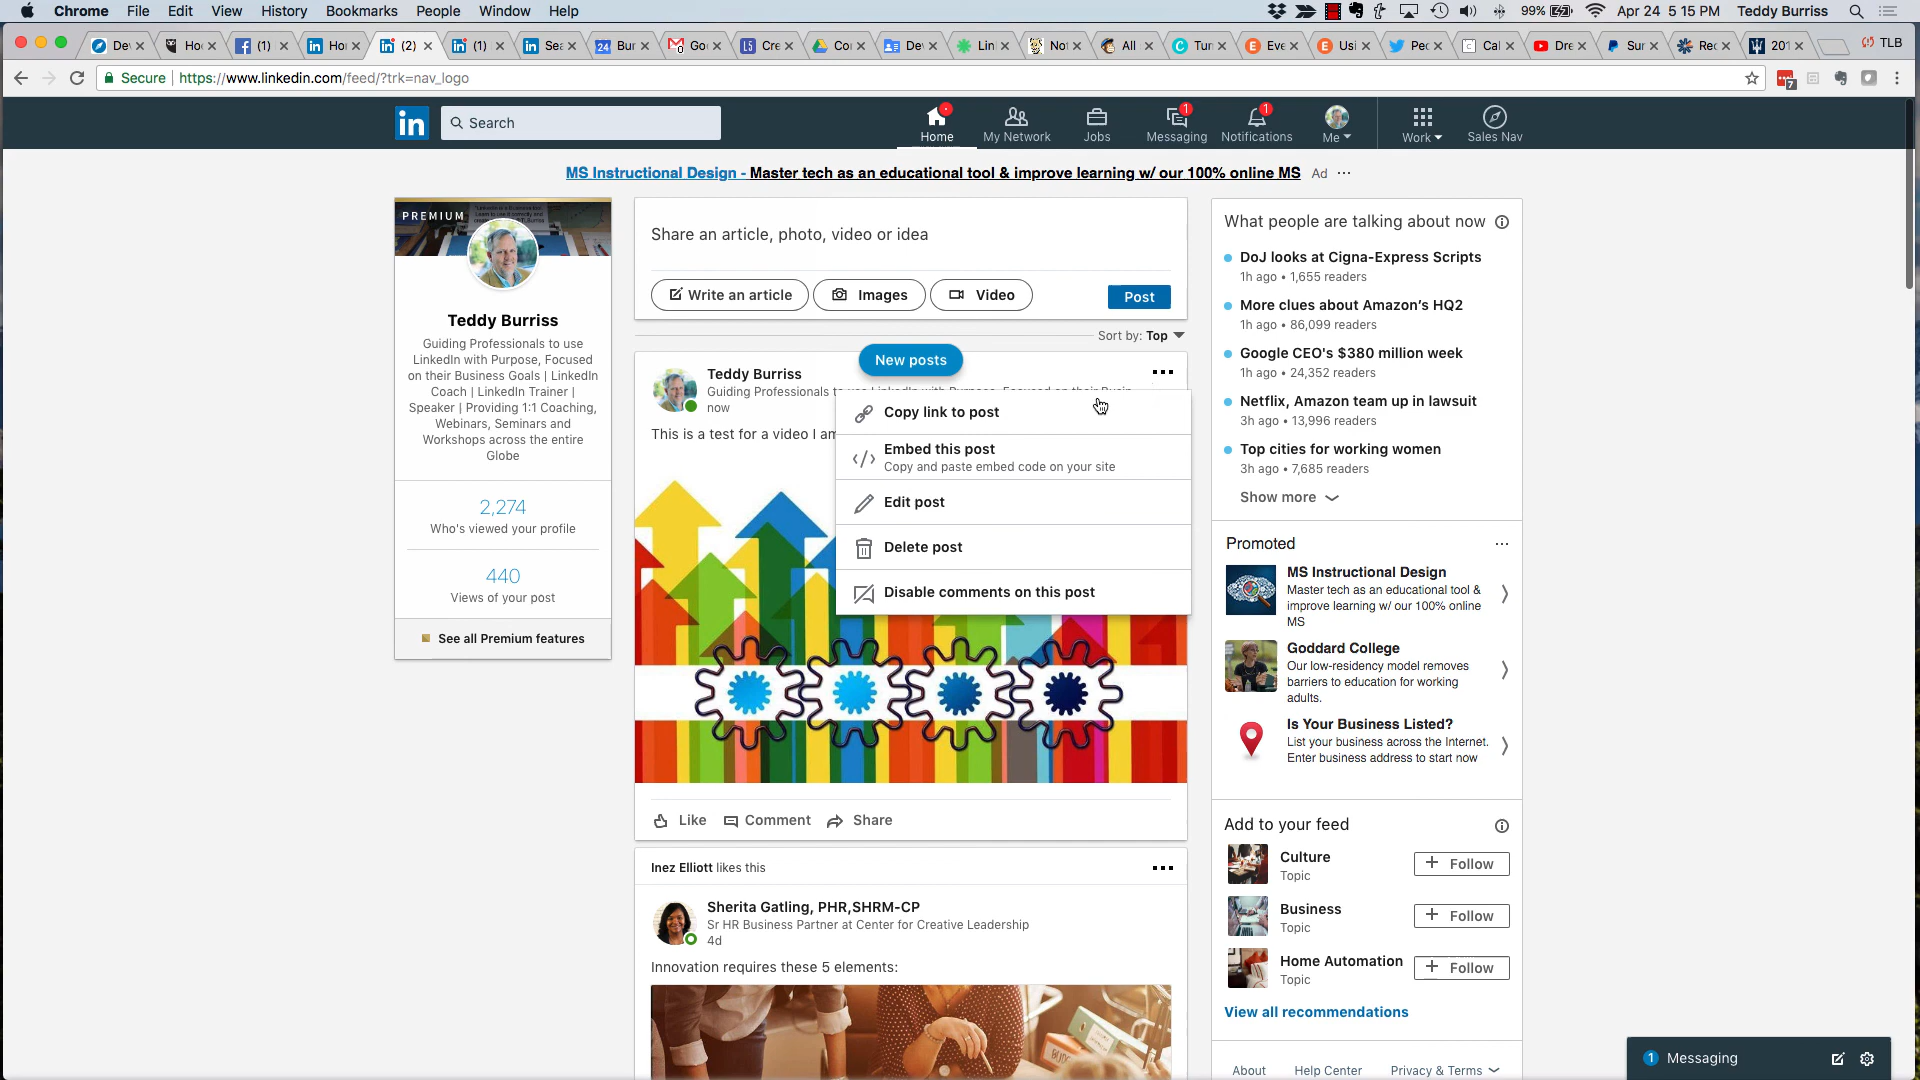 Chrome File Edit View History Bookmarks People Window Help
99% Apr 24 5 15 PM Teddy Burriss
(1) (2) (1) 24 TLB
Secure https://www.linkedin.com/feed/?trk=nav_logo
7
in Search
Home
My Network
Jobs
1
Messaging
1
Notifications
Me
Work
Sales Nav
MS Instructional Design - Master tech as an educational tool & improve learning w/ our 100% online MS Ad
PREMIUM
Teddy Burriss
Guiding Professionals to use
LinkedIn with Purpose, Focused
on their Business Goals | LinkedIn
Coach | LinkedIn Trainer |
Speaker | Providing 1:1 Coaching,
Webinars, Seminars and
Workshops across the entire
Globe
2,274
Who's viewed your profile
440
Views of your post
See all Premium features
Share an article, photo, video or idea
Write an article
Images
Video
Post
Sort by: Top
New posts
Teddy Burriss
Guiding Professionals
now
This is a test for a video I am
Copy link to post
Embed this post
Copy and paste embed code on your site
Edit post
Delete post
Disable comments on this post
Like Comment Share
Inez Elliott likes this
Sherita Gatling, PHR,SHRM-CP
Sr HR Business Partner at Center for Creative Leadership
4d
Innovation requires these 5 elements:
What people are talking about now
DoJ looks at Cigna-Express Scripts
1h ago • 1,655 readers
More clues about Amazon's HQ2
1h ago • 86,099 readers
Google CEO's $380 million week
1h ago • 24,352 readers
Netflix, Amazon team up in lawsuit
3h ago • 13,996 readers
Top cities for working women
3h ago • 7,685 readers
Show more
Promoted
MS Instructional Design
Master tech as an educational tool &
improve learning w/ our 100% online
MS
Goddard College
Our low-residency model removes
barriers to education for working
adults.
Is Your Business Listed?
List your business across the Internet.
Enter business address to start now
Add to your feed
Culture
Topic
Follow
Business
Topic
Follow
Home Automation
Topic
Follow
View all recommendations
About Help Center Privacy & Terms
1 Messaging